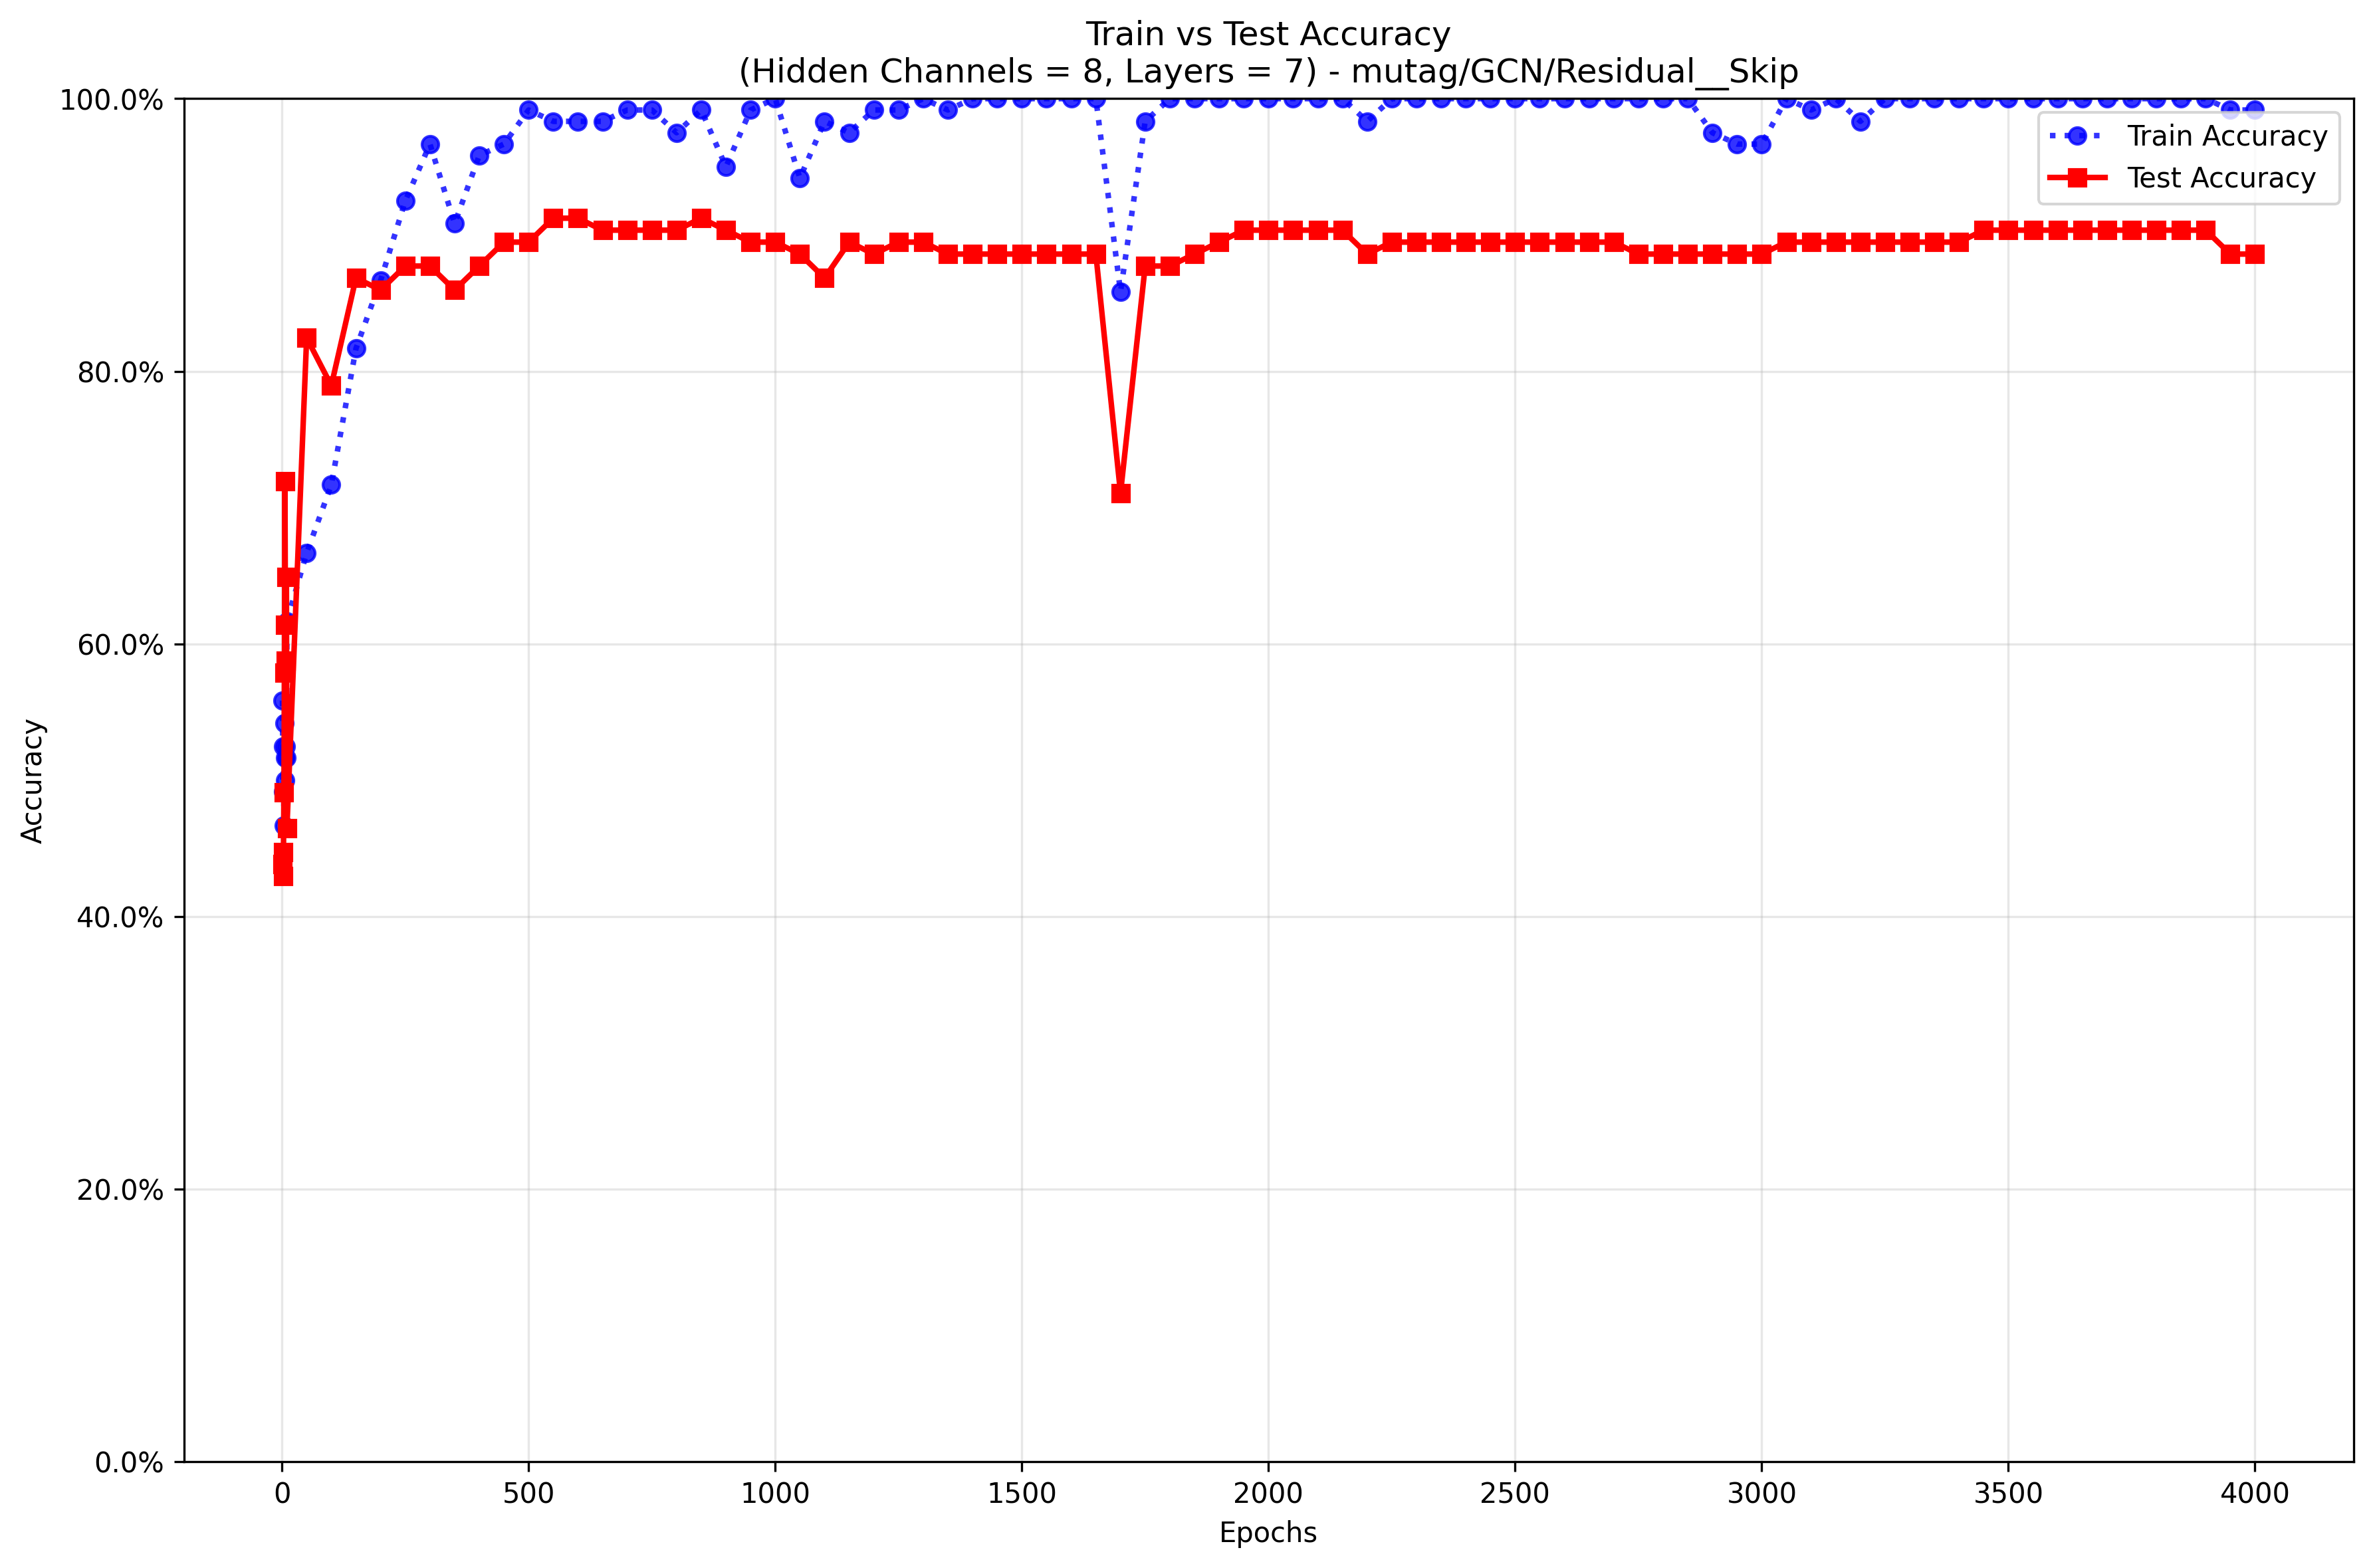 Train vs Test Accuracy
(Hidden Channels = 8, Layers = 7) - mutag/GCN/Residual__Skip
100.0%
80.0%
60.0%
40.0%
20.0%
0.0%
Accuracy
Train Accuracy
Test Accuracy
0 500 1000 1500 2000 2500 3000 3500 4000
Epochs